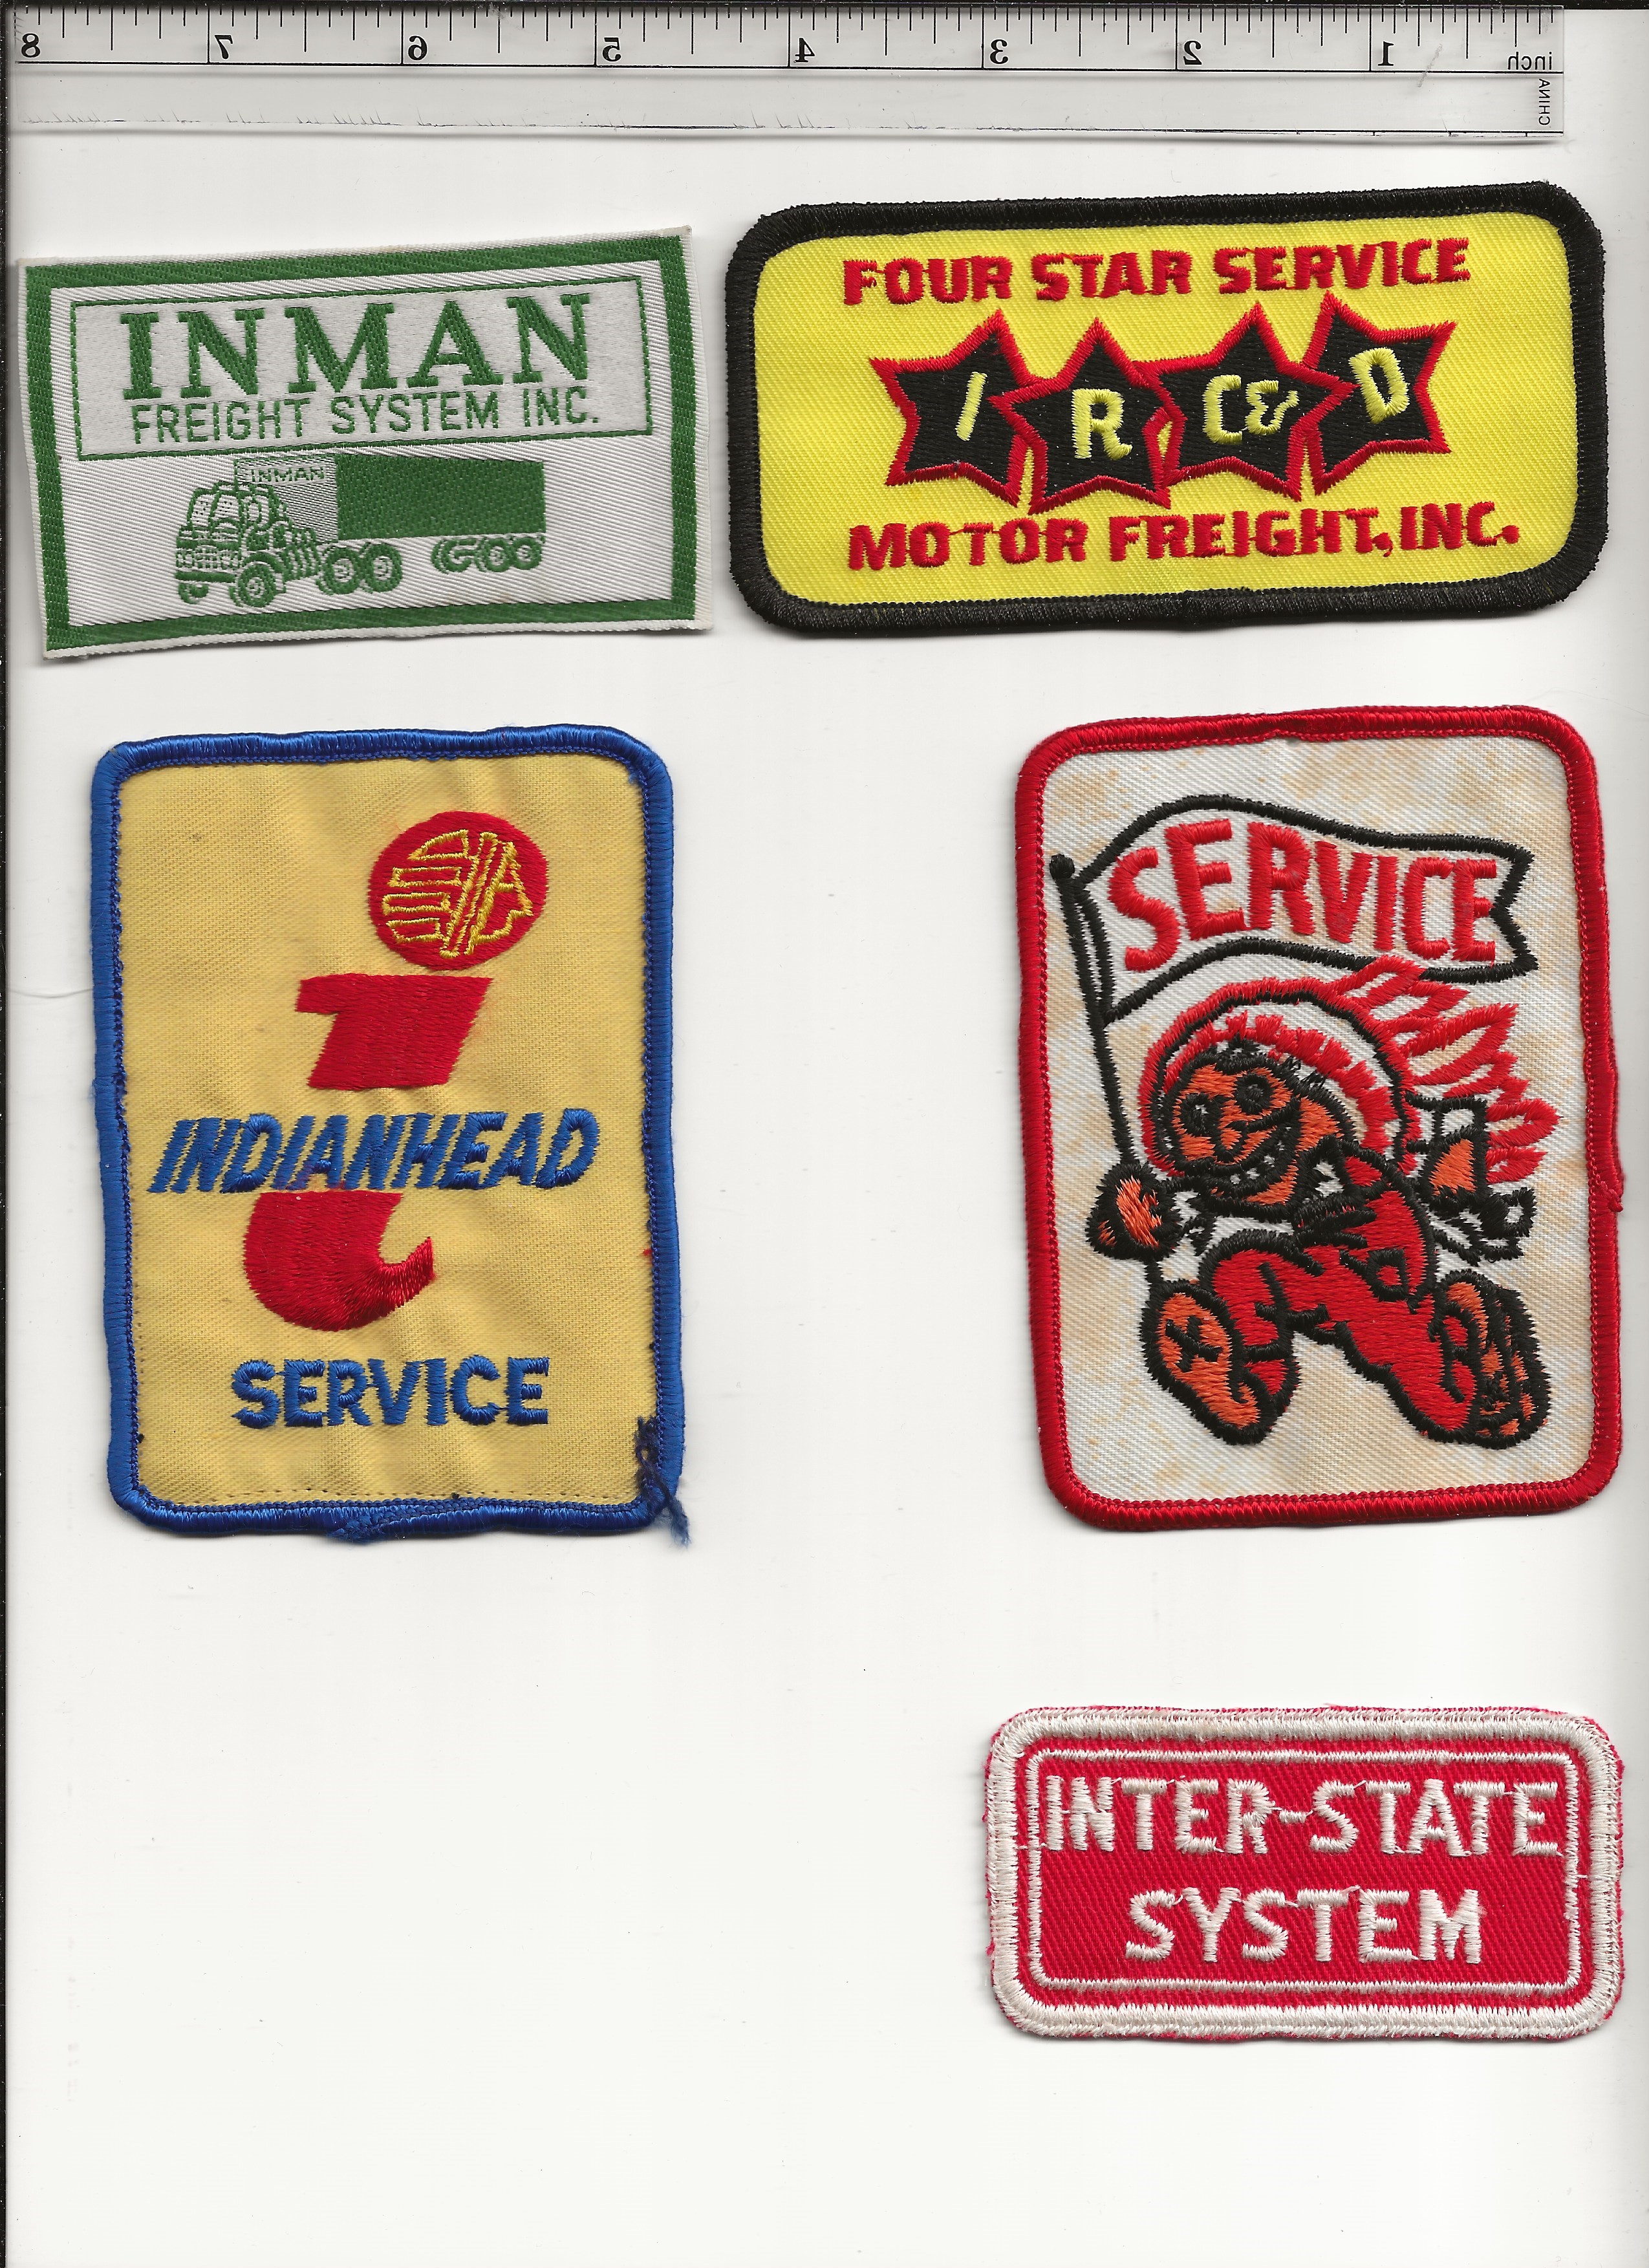 8 7 6 5 4 3 2 1 inch
CHINA
INMAN
FREIGHT SYSTEM INC.
INMAN
FOUR STAR SERVICE
I R C& D
MOTOR FREIGHT, INC.
INDIANHEAD
SERVICE
SERVICE
INTER-STATE
SYSTEM